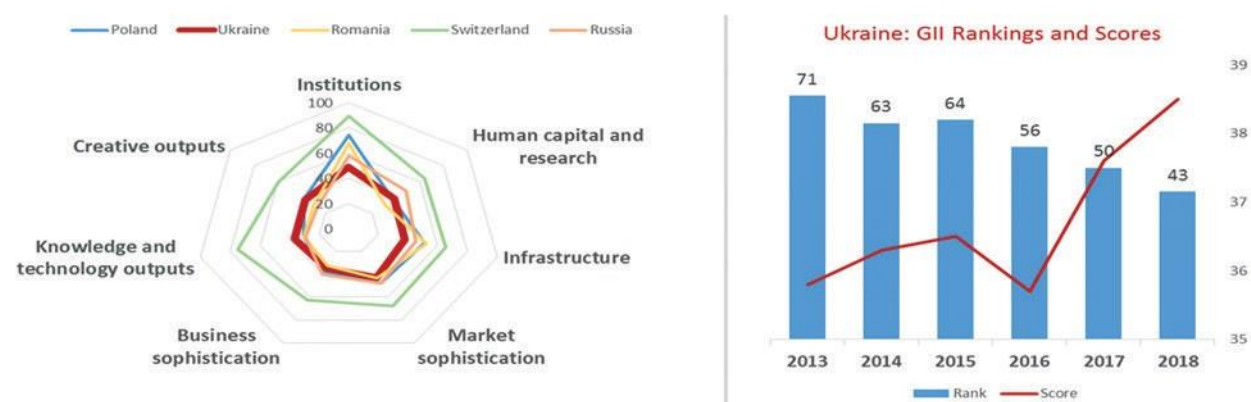 Poland Ukraine Romania Switzerland Russia
Institutions
100
80
60
40
20
0
Human capital and
research
Infrastructure
Market
sophistication
Business
sophistication
Knowledge and
technology outputs
Creative outputs
Ukraine: GII Rankings and Scores
71
63
64
56
50
43
39
38
37
36
35
2013 2014 2015 2016 2017 2018
Rank Score